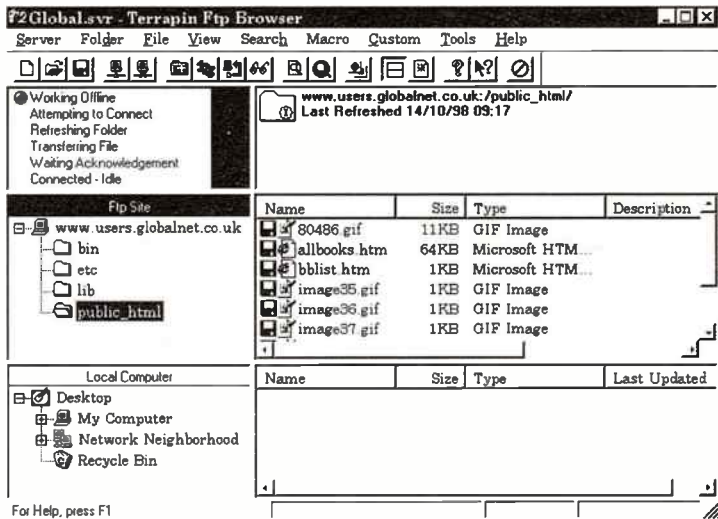 f2Global.svr - Terrapin Ftp Browser
Server Folder File View Search Macro Custom Tools Help
Working Offline
Attempting to Connect
Refreshing Folder
Transferring File
Waiting Acknowledgement
Connected - Idle
www.users.globalnet.co.uk:/public_html/
Last Refreshed 14/10/98 09:17
Ftp Site
www.users.globalnet.co.uk
bin
etc
lib
public_html
Name Size Type Description
80486.gif 11KB GIF Image
allbooks.htm 64KB Microsoft HTM...
bblist.htm 1KB Microsoft HTM...
image35.gif 1KB GIF Image
image36.gif 1KB GIF Image
image37.gif 1KB GIF Image
Local Computer
Desktop
My Computer
Network Neighborhood
Recycle Bin
Name Size Type Last Updated
For Help, press F1